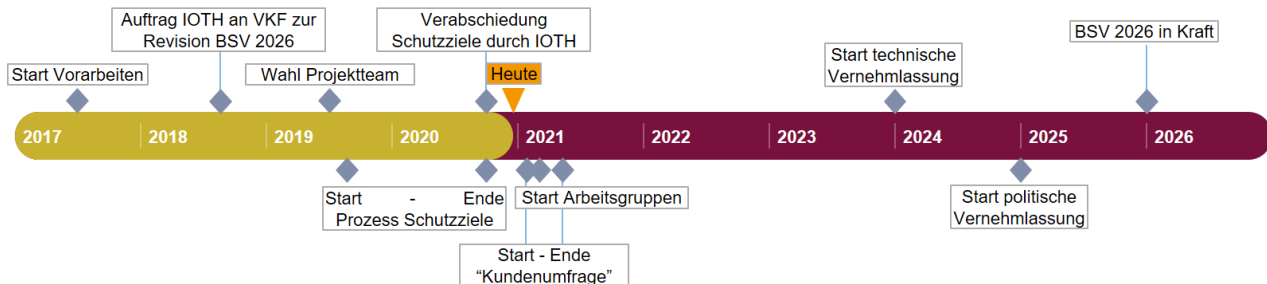 Auftrag IOTH an VKF zur
Revision BSV 2026
Verabschiedung
Schutzziele durch IOTH
BSV 2026 in Kraft
Start Vorarbeiten
Wahl Projektteam
Heute
Start technische
Vernehmlassung
2017 2018 2019 2020 2021 2022 2023 2024 2025 2026
Start - Ende
Prozess Schutzziele
Start Arbeitsgruppen
Start politische
Vernehmlassung
Start - Ende
“Kundenumfrage”